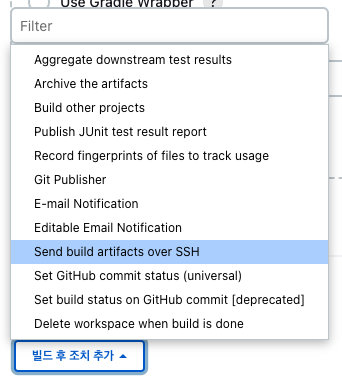 Use Gradle Wrapper ?
Filter
Aggregate downstream test results
Archive the artifacts
Build other projects
Publish JUnit test result report
Record fingerprints of files to track usage
Git Publisher
E-mail Notification
Editable Email Notification
Send build artifacts over SSH
Set GitHub commit status (universal)
Set build status on GitHub commit [deprecated]
Delete workspace when build is done
빌드 후 조치 추가